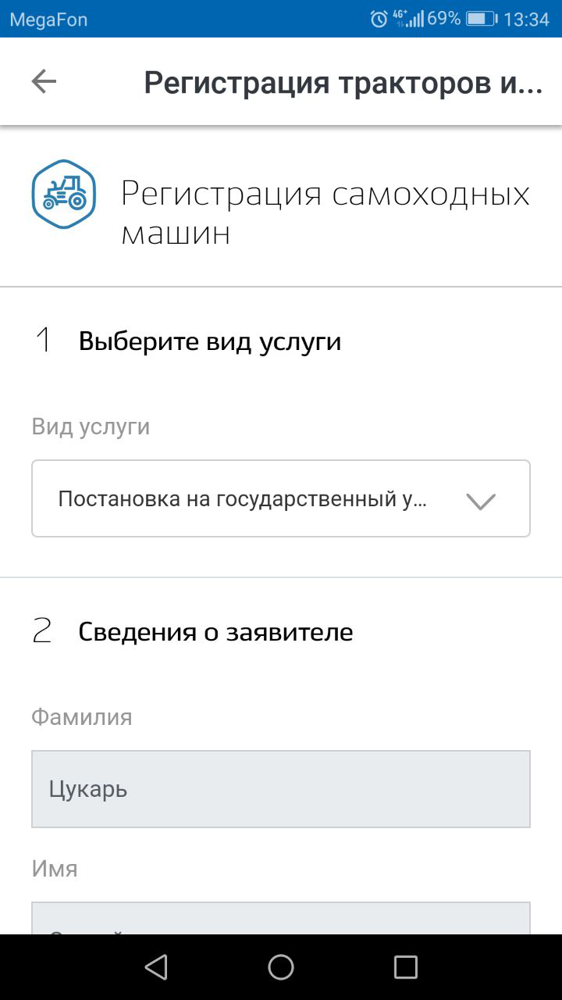 MegaFon 4G+ 69% 13:34
Регистрация тракторов и...
Регистрация самоходных
машин
1 Выберите вид услуги
Вид услуги
Постановка на государственный у...
2 Сведения о заявителе
Фамилия
Цукарь
Имя